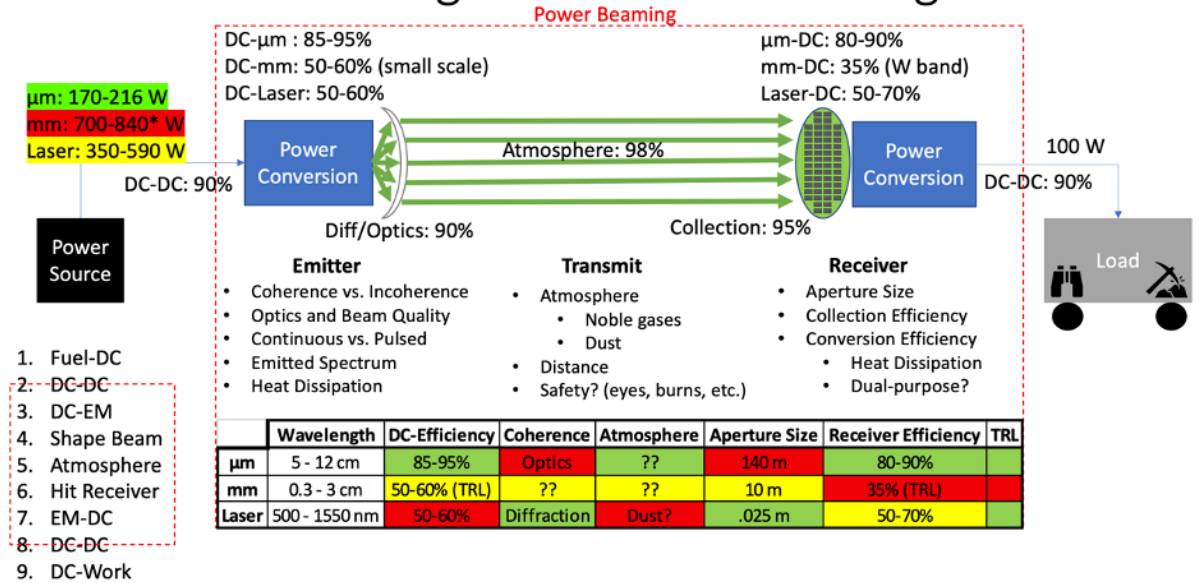 Power Beaming
DC-µm : 85-95%
DC-mm: 50-60% (small scale)
DC-Laser: 50-60%
µm-DC: 80-90%
mm-DC: 35% (W band)
Laser-DC: 50-70%
µm: 170-216 W
mm: 700-840* W
Laser: 350-590 W
DC-DC: 90%
Power
Conversion
Atmosphere: 98%
Power
Conversion
100 W
DC-DC: 90%
Diff/Optics: 90%
Collection: 95%
Power
Source
Load
Emitter
• Coherence vs. Incoherence
• Optics and Beam Quality
• Continuous vs. Pulsed
• Emitted Spectrum
• Heat Dissipation
Transmit
• Atmosphere
• Noble gases
• Dust
• Distance
• Safety? (eyes, burns, etc.)
Receiver
• Aperture Size
• Collection Efficiency
• Conversion Efficiency
• Heat Dissipation
• Dual-purpose?
1. Fuel-DC
2. DC-DC
3. DC-EM
4. Shape Beam
5. Atmosphere
6. Hit Receiver
7. EM-DC
8. DC-DC
9. DC-Work
Wavelength DC-Efficiency Coherence Atmosphere Aperture Size Receiver Efficiency TRL
µm 5 - 12 cm 85-95% Optics ?? 140 m 80-90%
mm 0.3 - 3 cm 50-60% (TRL) ?? ?? 10 m 35% (TRL)
Laser 500 - 1550 nm 50-60% Diffraction Dust? .025 m 50-70%